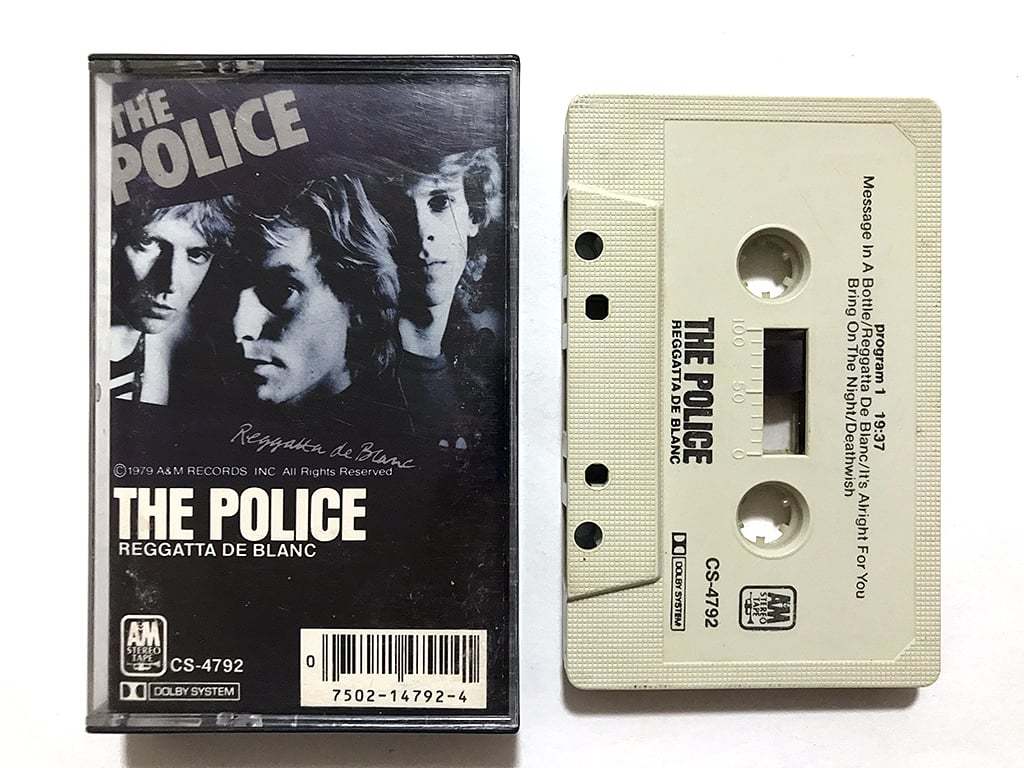 THE
POLICE
Reggatta de Blanc
©1979 A&M RECORDS, INC. All Rights Reserved
THE POLICE
REGGATTA DE BLANC
A&M
STEREO
TAPE
CS-4792
DOLBY SYSTEM
0
7502-14792-4
program 1 19:37
Message In A Bottle/Reggatta De Blanc/It's Alright For You
Bring On The Night/Deathwish
100 50 0
THE POLICE
REGGATTA DE BLANC
A&M
STEREO
TAPE
CS-4792
DOLBY SYSTEM